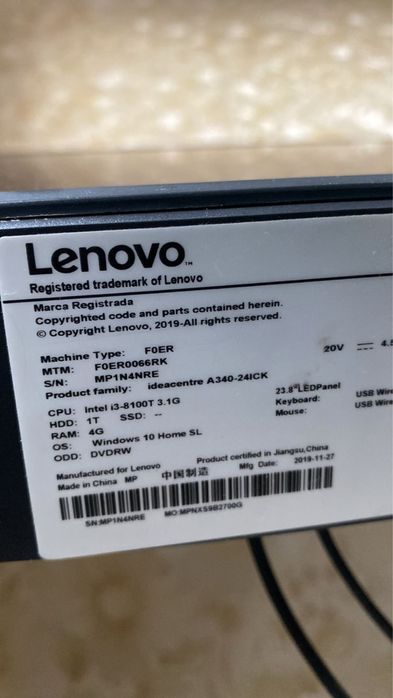 Lenovo™
Registered trademark of Lenovo
Marca Registrada
Copyrighted code and parts contained herein.
© Copyright Lenovo, 2019-All rights reserved.
Machine Type: F0ER
MTM: F0ER0066RK
S/N: MP1N4NRE
Product family: ideacentre A340-24ICK
20V ⎓ 4.5
CPU: Intel i3-8100T 3.1G
HDD: 1T SSD: --
RAM: 4G
OS: Windows 10 Home SL
ODD: DVDRW
23.8"LEDPanel
Keyboard: USB Wire
Mouse: USB Wire
Manufactured for Lenovo
Product certified in Jiangsu,China
Made in China MP 中国制造 Mfg Date: 2019-11-27
SN:MP1N4NRE MO:MPNXS9B2700G